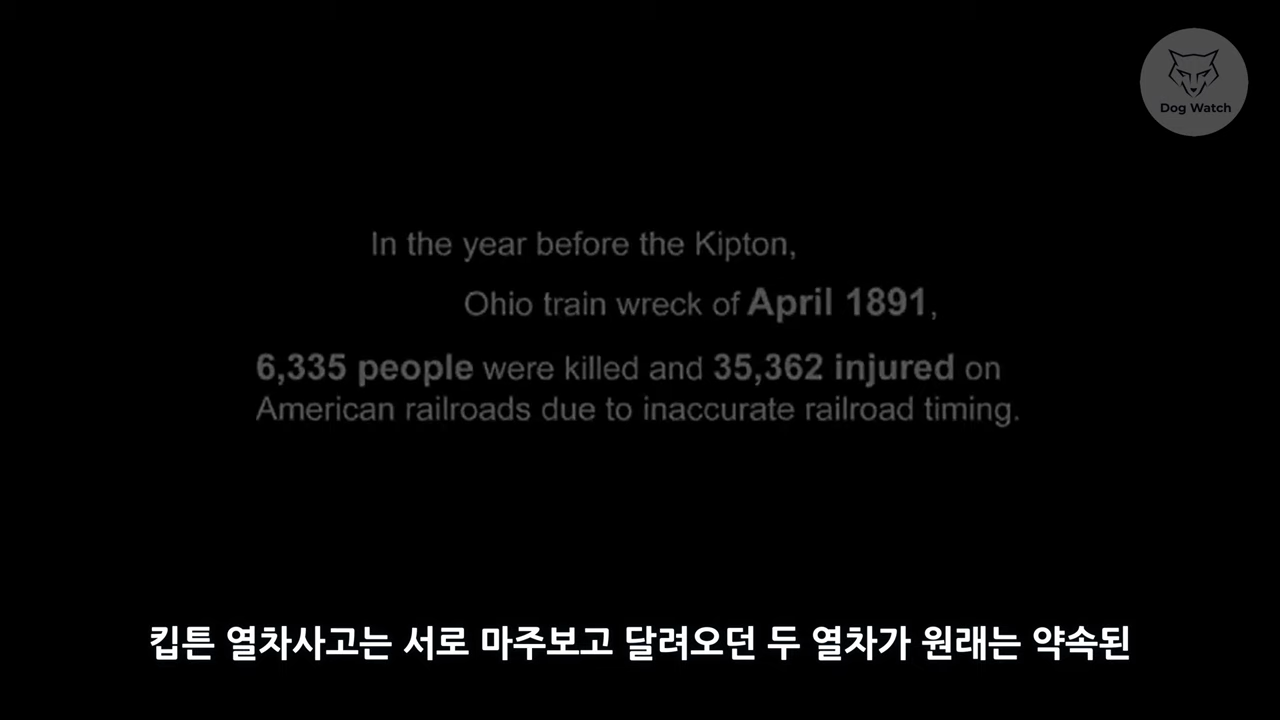 Dog Watch
In the year before the Kipton,
Ohio train wreck of April 1891,
6,335 people were killed and 35,362 injured on
American railroads due to inaccurate railroad timing.
킵튼 열차사고는 서로 마주보고 달려오던 두 열차가 원래는 약속된